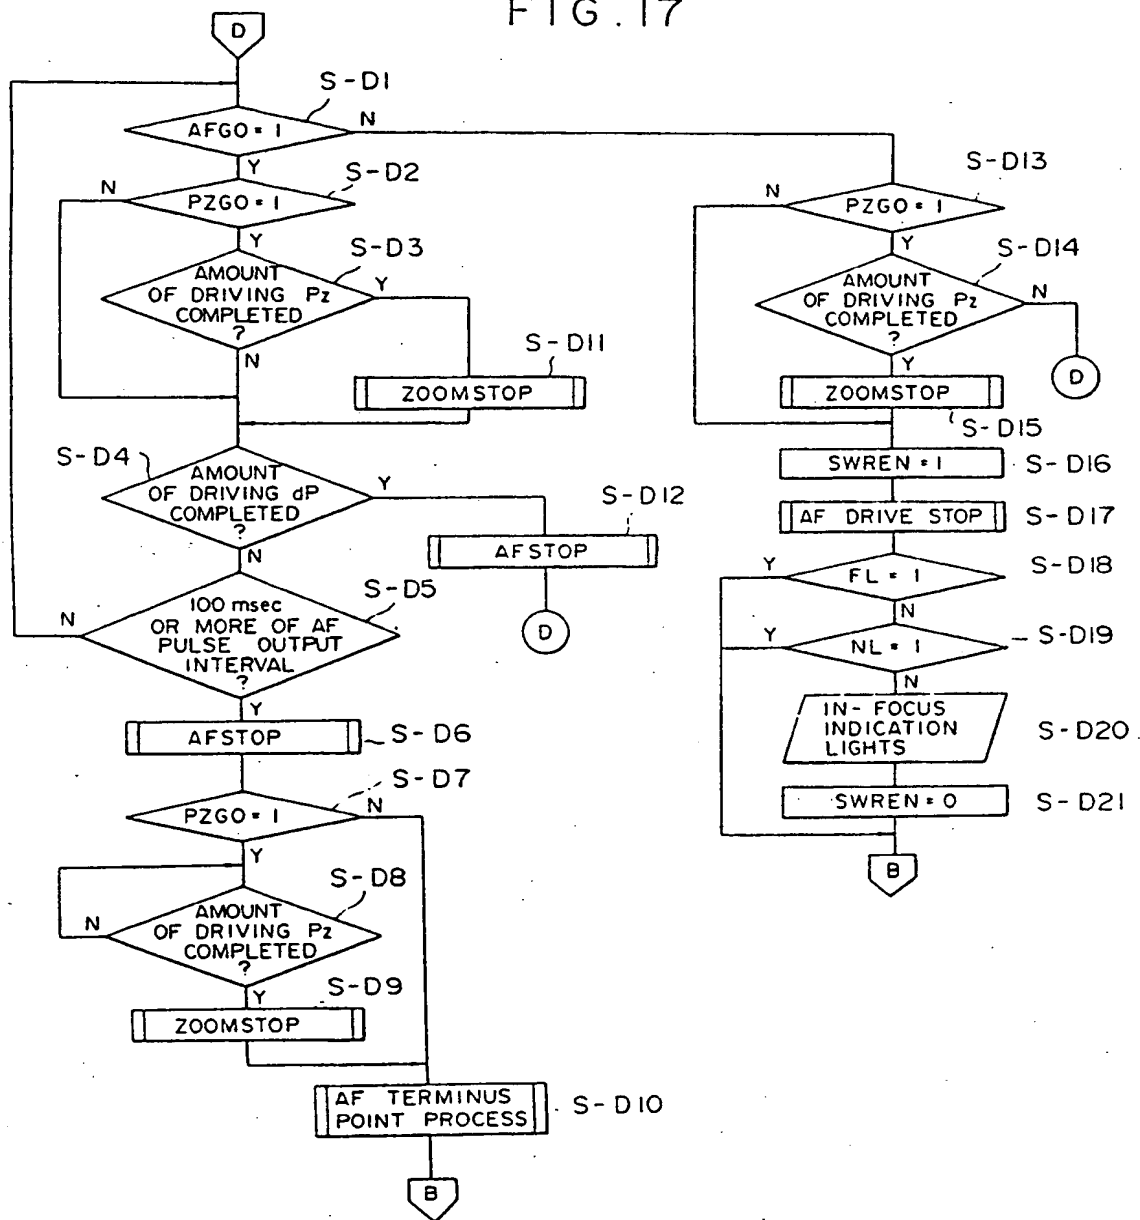 FIG. 17
D
S-D1
AFGO = 1
N
Y
S-D2
N
PZGO = 1
Y
S-D3
AMOUNT
OF DRIVING Pz
COMPLETED
?
Y
N
S-D11
ZOOMSTOP
S-D4
AMOUNT
OF DRIVING dP
COMPLETED
?
Y
N
S-D12
AFSTOP
D
S-D5
100 msec
OR MORE OF AF
PULSE OUTPUT
INTERVAL
?
N
Y
AFSTOP
S-D6
S-D7
PZGO = 1
N
Y
S-D8
AMOUNT
OF DRIVING Pz
COMPLETED
?
N
Y
S-D9
ZOOMSTOP
AF TERMINUS
POINT PROCESS
S-D10
B
S-D13
N
PZGO = 1
Y
S-D14
AMOUNT
OF DRIVING Pz
COMPLETED
?
N
D
Y
ZOOMSTOP
S-D15
SWREN = 1
S-D16
AF DRIVE STOP
S-D17
Y
FL = 1
S-D18
N
Y
NL = 1
S-D19
N
IN-FOCUS
INDICATION
LIGHTS
S-D20
SWREN = 0
S-D21
B